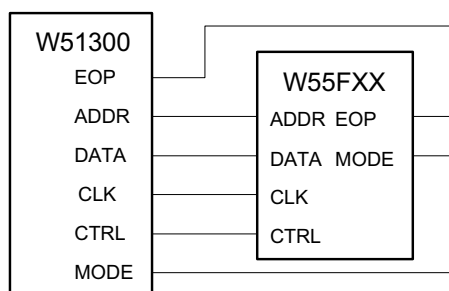 W51300
EOP
ADDR
DATA
CLK
CTRL
MODE
W55FXX
ADDR EOP
DATA MODE
CLK
CTRL